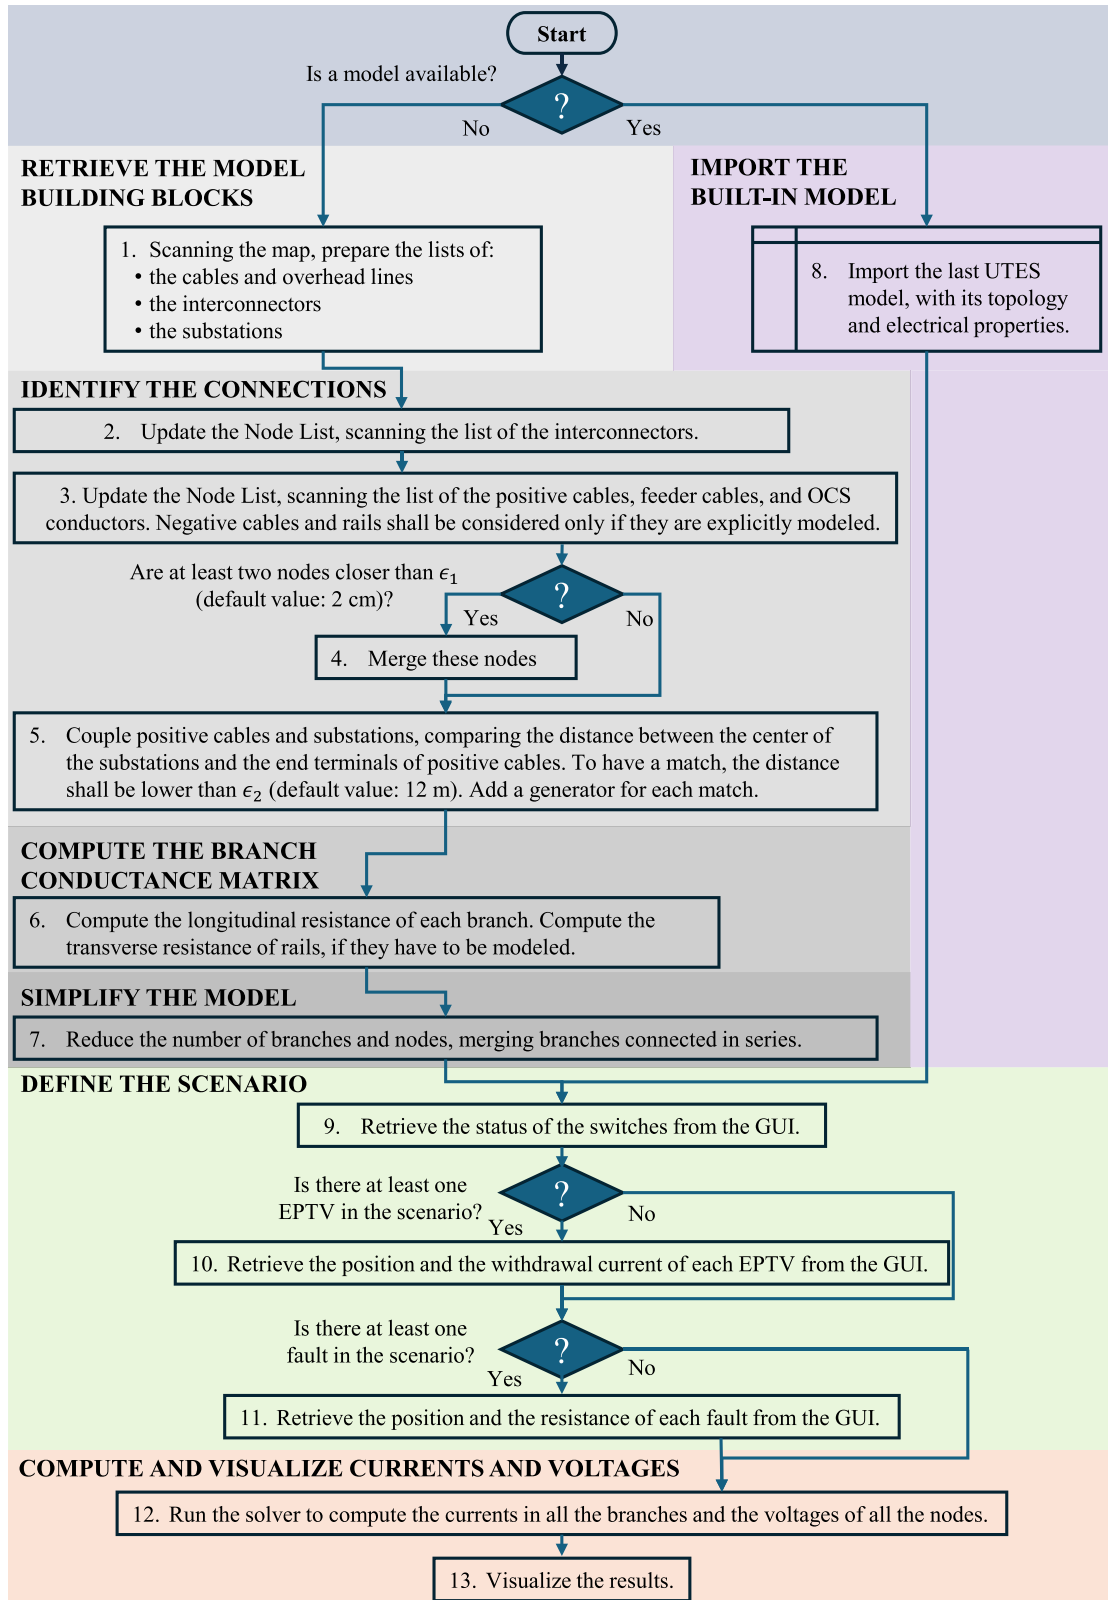 Start
Is a model available?
?
No
Yes
RETRIEVE THE MODEL
BUILDING BLOCKS
IMPORT THE
BUILT-IN MODEL
1. Scanning the map, prepare the lists of:
• the cables and overhead lines
• the interconnectors
• the substations
8. Import the last UTES
model, with its topology
and electrical properties.
IDENTIFY THE CONNECTIONS
2. Update the Node List, scanning the list of the interconnectors.
3. Update the Node List, scanning the list of the positive cables, feeder cables, and OCS
conductors. Negative cables and rails shall be considered only if they are explicitly modeled.
Are at least two nodes closer than ϵ₁
(default value: 2 cm)?
?
Yes
No
4. Merge these nodes
5. Couple positive cables and substations, comparing the distance between the center of
the substations and the end terminals of positive cables. To have a match, the distance
shall be lower than ϵ₂ (default value: 12 m). Add a generator for each match.
COMPUTE THE BRANCH
CONDUCTANCE MATRIX
6. Compute the longitudinal resistance of each branch. Compute the
transverse resistance of rails, if they have to be modeled.
SIMPLIFY THE MODEL
7. Reduce the number of branches and nodes, merging branches connected in series.
DEFINE THE SCENARIO
9. Retrieve the status of the switches from the GUI.
Is there at least one
EPTV in the scenario?
?
Yes
No
10. Retrieve the position and the withdrawal current of each EPTV from the GUI.
Is there at least one
fault in the scenario?
?
Yes
No
11. Retrieve the position and the resistance of each fault from the GUI.
COMPUTE AND VISUALIZE CURRENTS AND VOLTAGES
12. Run the solver to compute the currents in all the branches and the voltages of all the nodes.
13. Visualize the results.